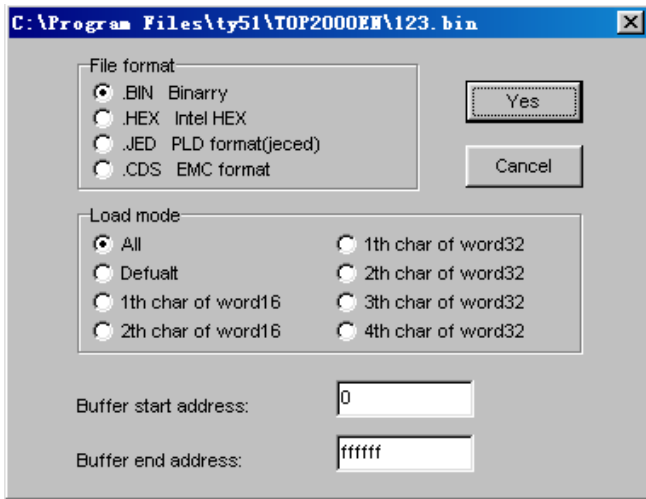 C:\Program Files\ty51\TOP2000EN\123.bin
File format
.BIN Binarry
.HEX Intel HEX
.JED PLD format(jeced)
.CDS EMC format
Yes
Cancel
Load mode
All
Defualt
1th char of word16
2th char of word16
1th char of word32
2th char of word32
3th char of word32
4th char of word32
Buffer start address: 0
Buffer end address: ffffff